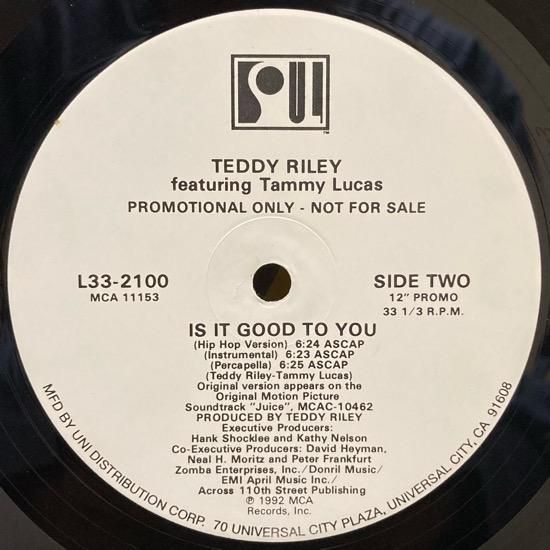 SOUL
TM
TEDDY RILEY
featuring Tammy Lucas
PROMOTIONAL ONLY - NOT FOR SALE
L33-2100
MCA 11153
SIDE TWO
12" PROMO
33 1/3 R.P.M.
IS IT GOOD TO YOU
(Hip Hop Version) 6:24 ASCAP
(Instrumental) 6:23 ASCAP
(Percapella) 6:25 ASCAP
(Teddy Riley-Tammy Lucas)
Original version appears on the
Original Motion Picture
Soundtrack "Juice", MCAC-10462
PRODUCED BY TEDDY RILEY
Executive Producers:
Hank Shocklee and Kathy Nelson
Co-Executive Producers: David Heyman,
Neal H. Moritz and Peter Frankfurt
Zomba Enterprises, Inc./Donril Music/
EMI April Music Inc./
Across 110th Street Publishing
℗ 1992 MCA
Records, Inc.
MFD BY UNI DISTRIBUTION CORP. 70 UNIVERSAL CITY PLAZA, UNIVERSAL CITY, CA 91608